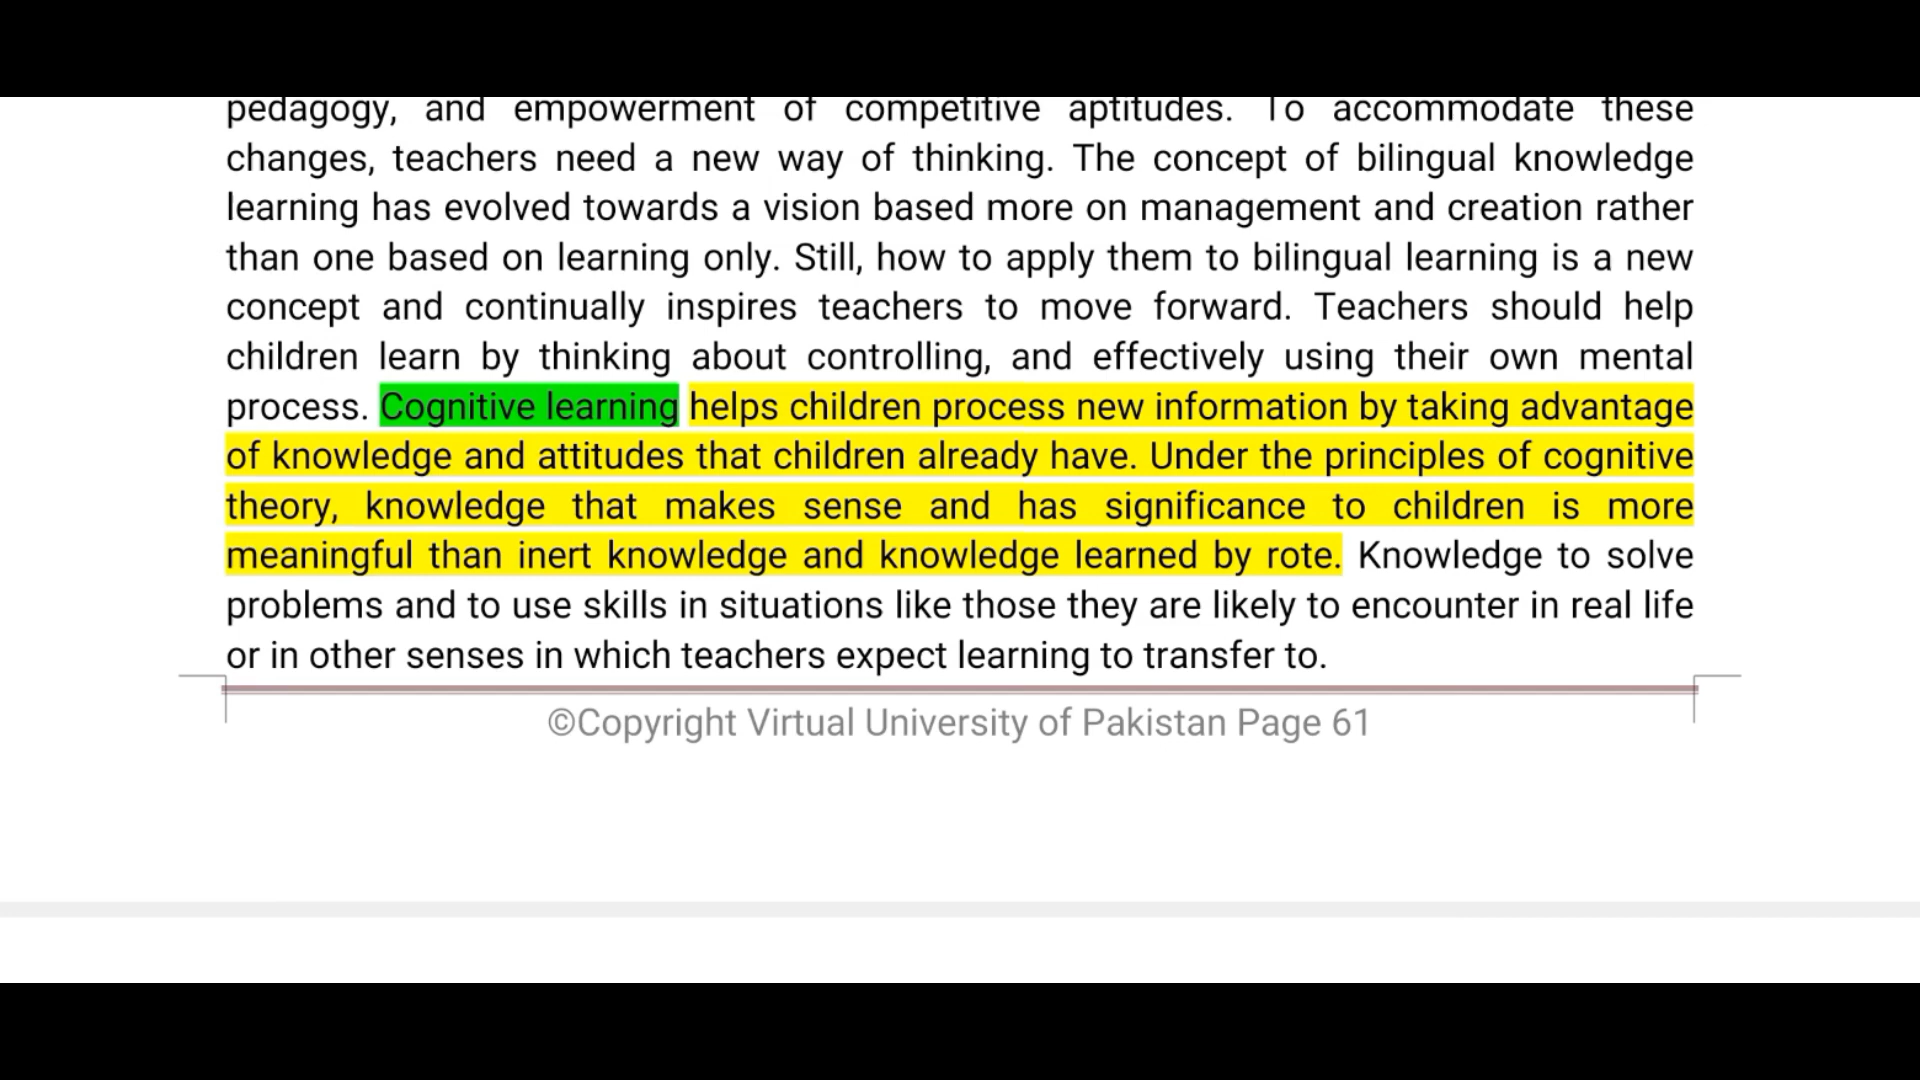 pedagogy, and empowerment of competitive aptitudes. To accommodate these
changes, teachers need a new way of thinking. The concept of bilingual knowledge
learning has evolved towards a vision based more on management and creation rather
than one based on learning only. Still, how to apply them to bilingual learning is a new
concept and continually inspires teachers to move forward. Teachers should help
children learn by thinking about controlling, and effectively using their own mental
process. Cognitive learning helps children process new information by taking advantage
of knowledge and attitudes that children already have. Under the principles of cognitive
theory, knowledge that makes sense and has significance to children is more
meaningful than inert knowledge and knowledge learned by rote. Knowledge to solve
problems and to use skills in situations like those they are likely to encounter in real life
or in other senses in which teachers expect learning to transfer to.
©Copyright Virtual University of Pakistan Page 61